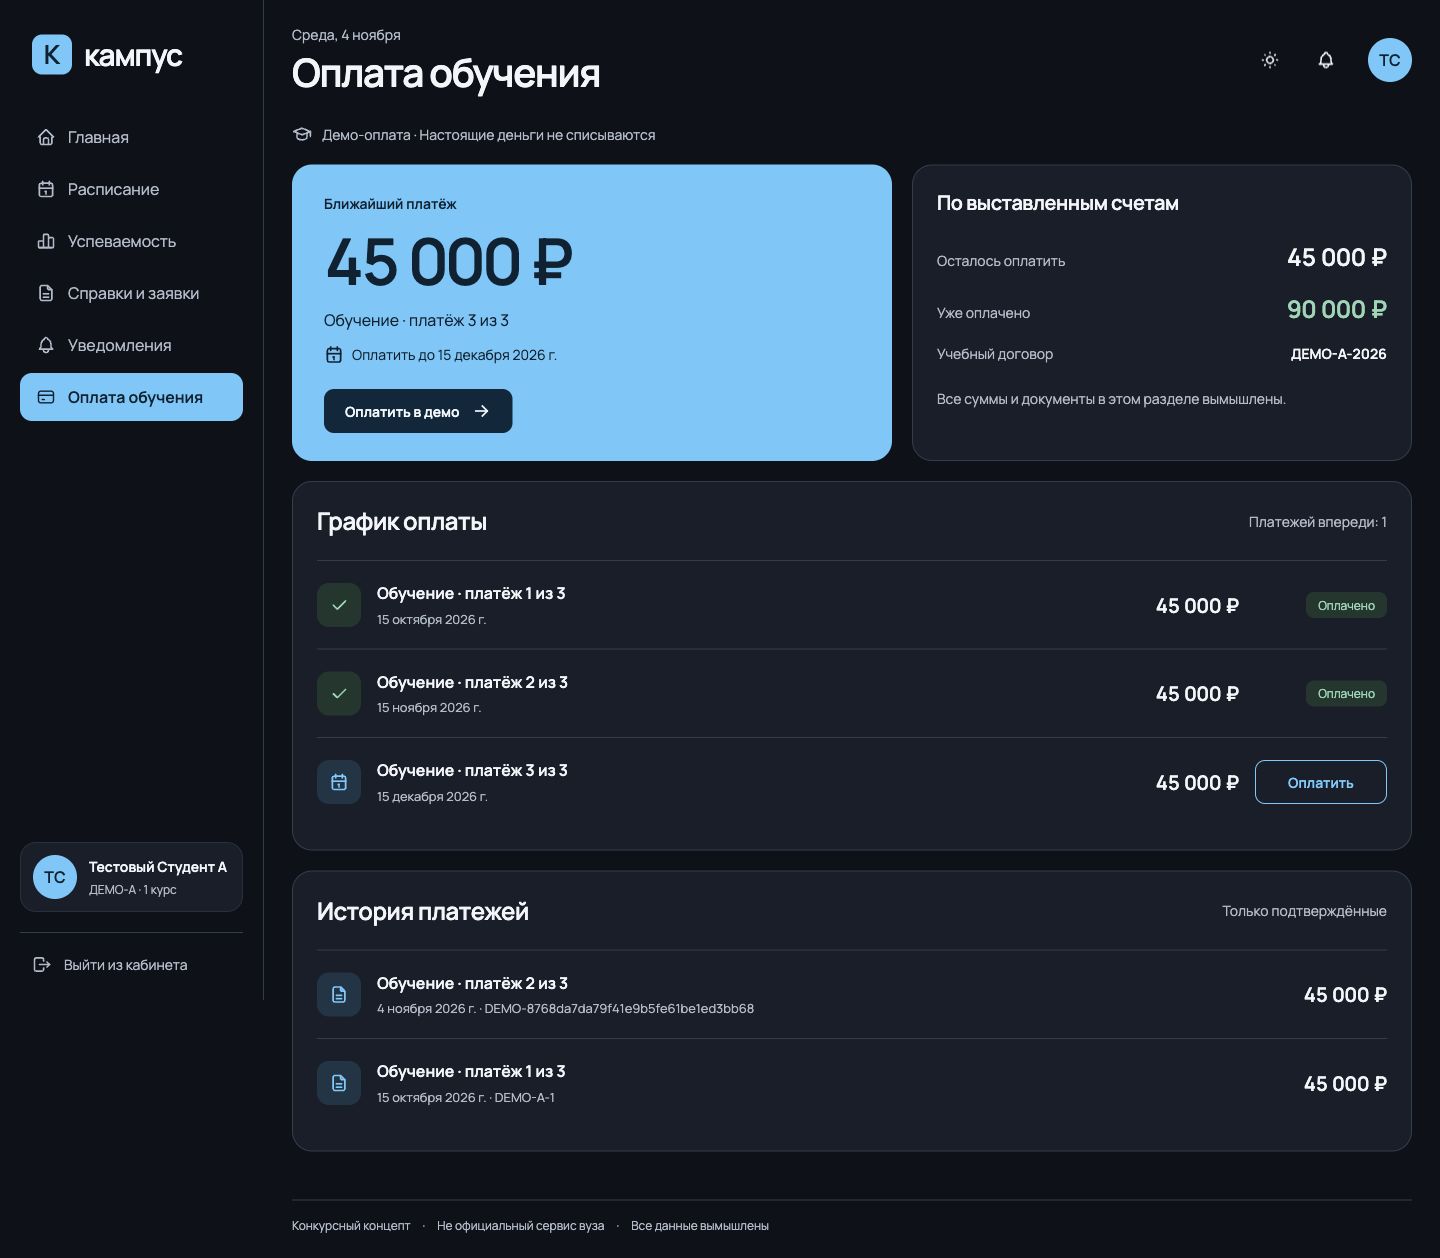 К кампус
Главная
Расписание
Успеваемость
Справки и заявки
Уведомления
Оплата обучения
Тестовый Студент А
ДЕМО-А · 1 курс
Выйти из кабинета
Среда, 4 ноября
Оплата обучения
ТС
Демо-оплата · Настоящие деньги не списываются
Ближайший платёж
45 000 ₽
Обучение · платёж 3 из 3
Оплатить до 15 декабря 2026 г.
Оплатить в демо
По выставленным счетам
Осталось оплатить 45 000 ₽
Уже оплачено 90 000 ₽
Учебный договор ДЕМО-А-2026
Все суммы и документы в этом разделе вымышлены.
График оплаты
Платежей впереди: 1
Обучение · платёж 1 из 3
15 октября 2026 г.
45 000 ₽
Оплачено
Обучение · платёж 2 из 3
15 ноября 2026 г.
45 000 ₽
Оплачено
Обучение · платёж 3 из 3
15 декабря 2026 г.
45 000 ₽
Оплатить
История платежей
Только подтверждённые
Обучение · платёж 2 из 3
4 ноября 2026 г. · DEMO-8768da7da79f41e9b5fe61be1ed3bb68
45 000 ₽
Обучение · платёж 1 из 3
15 октября 2026 г. · DEMO-A-1
45 000 ₽
ТС
Конкурсный концепт · Не официальный сервис вуза · Все данные вымышлены